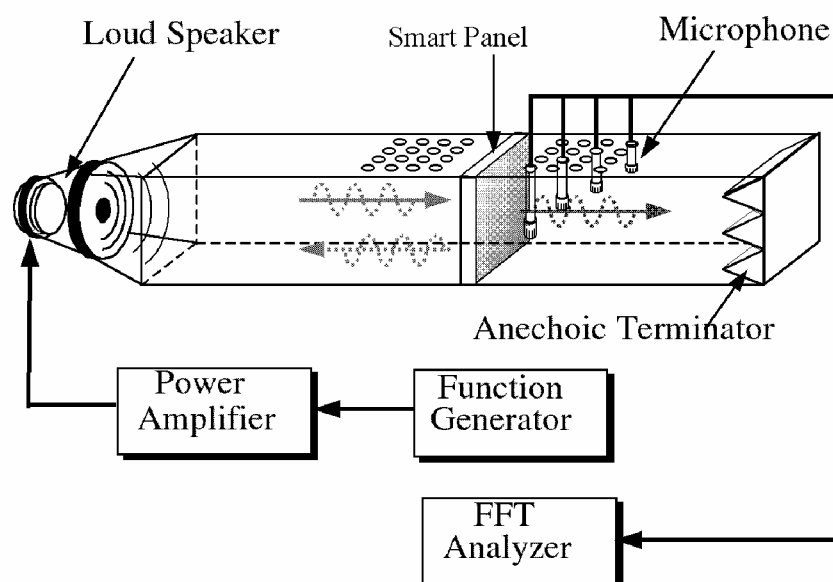 Loud Speaker
Smart Panel
Microphone
Anechoic Terminator
Power
Amplifier
Function
Generator
FFT
Analyzer